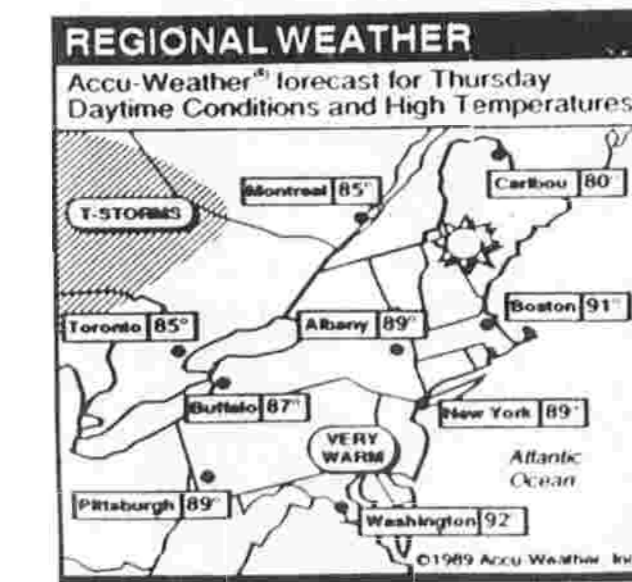 REGIONAL WEATHER
Accu-Weather® forecast for Thursday
Daytime Conditions and High Temperatures
Montreal 85°
Caribou 80°
T-STORMS
Boston 91°
Toronto 85°
Albany 89°
Buffalo 87°
New York 89°
VERY
WARM
Atlantic
Ocean
Pittsburgh 89°
Washington 92°
©1989 Accu-Weather, Inc